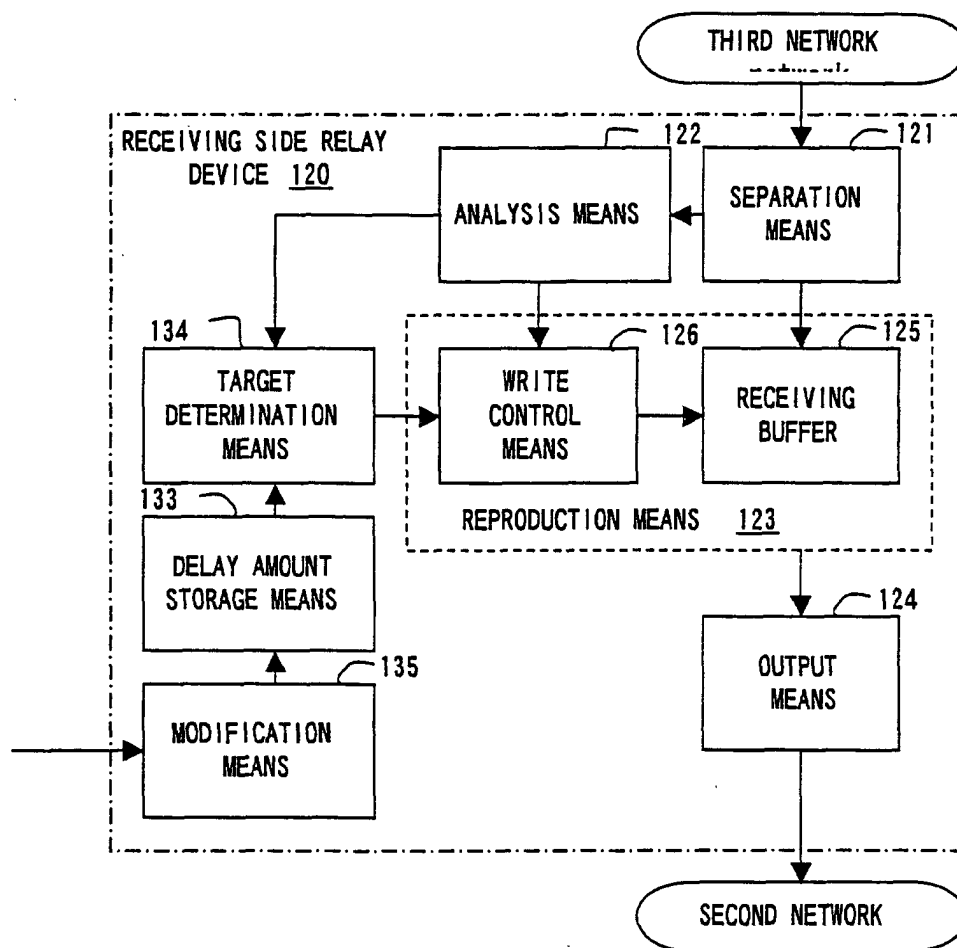 THIRD NETWORK
network
RECEIVING SIDE RELAY
DEVICE 120
122
121
ANALYSIS MEANS
SEPARATION
MEANS
134
126
125
TARGET
DETERMINATION
MEANS
WRITE
CONTROL
MEANS
RECEIVING
BUFFER
REPRODUCTION MEANS 123
133
DELAY AMOUNT
STORAGE MEANS
124
OUTPUT
MEANS
135
MODIFICATION
MEANS
SECOND NETWORK